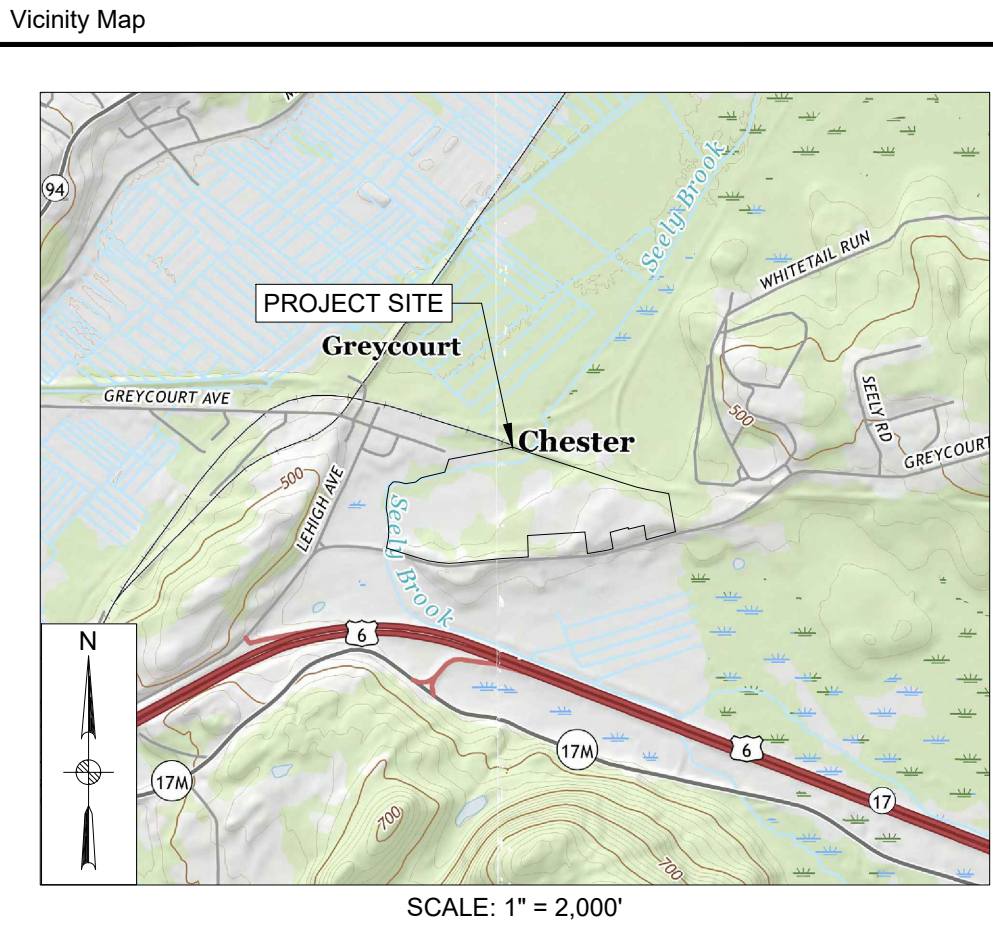 Vicinity Map
94
Seely Brook
WHITETAIL RUN
PROJECT SITE
Greycourt
GREYCOURT AVE
SEELY RD
500
Chester
GREYCOURT
500
LEHIGH AVE
Seely Brook
N
6
17M
6
17M
17
700
700
SCALE: 1" = 2,000'